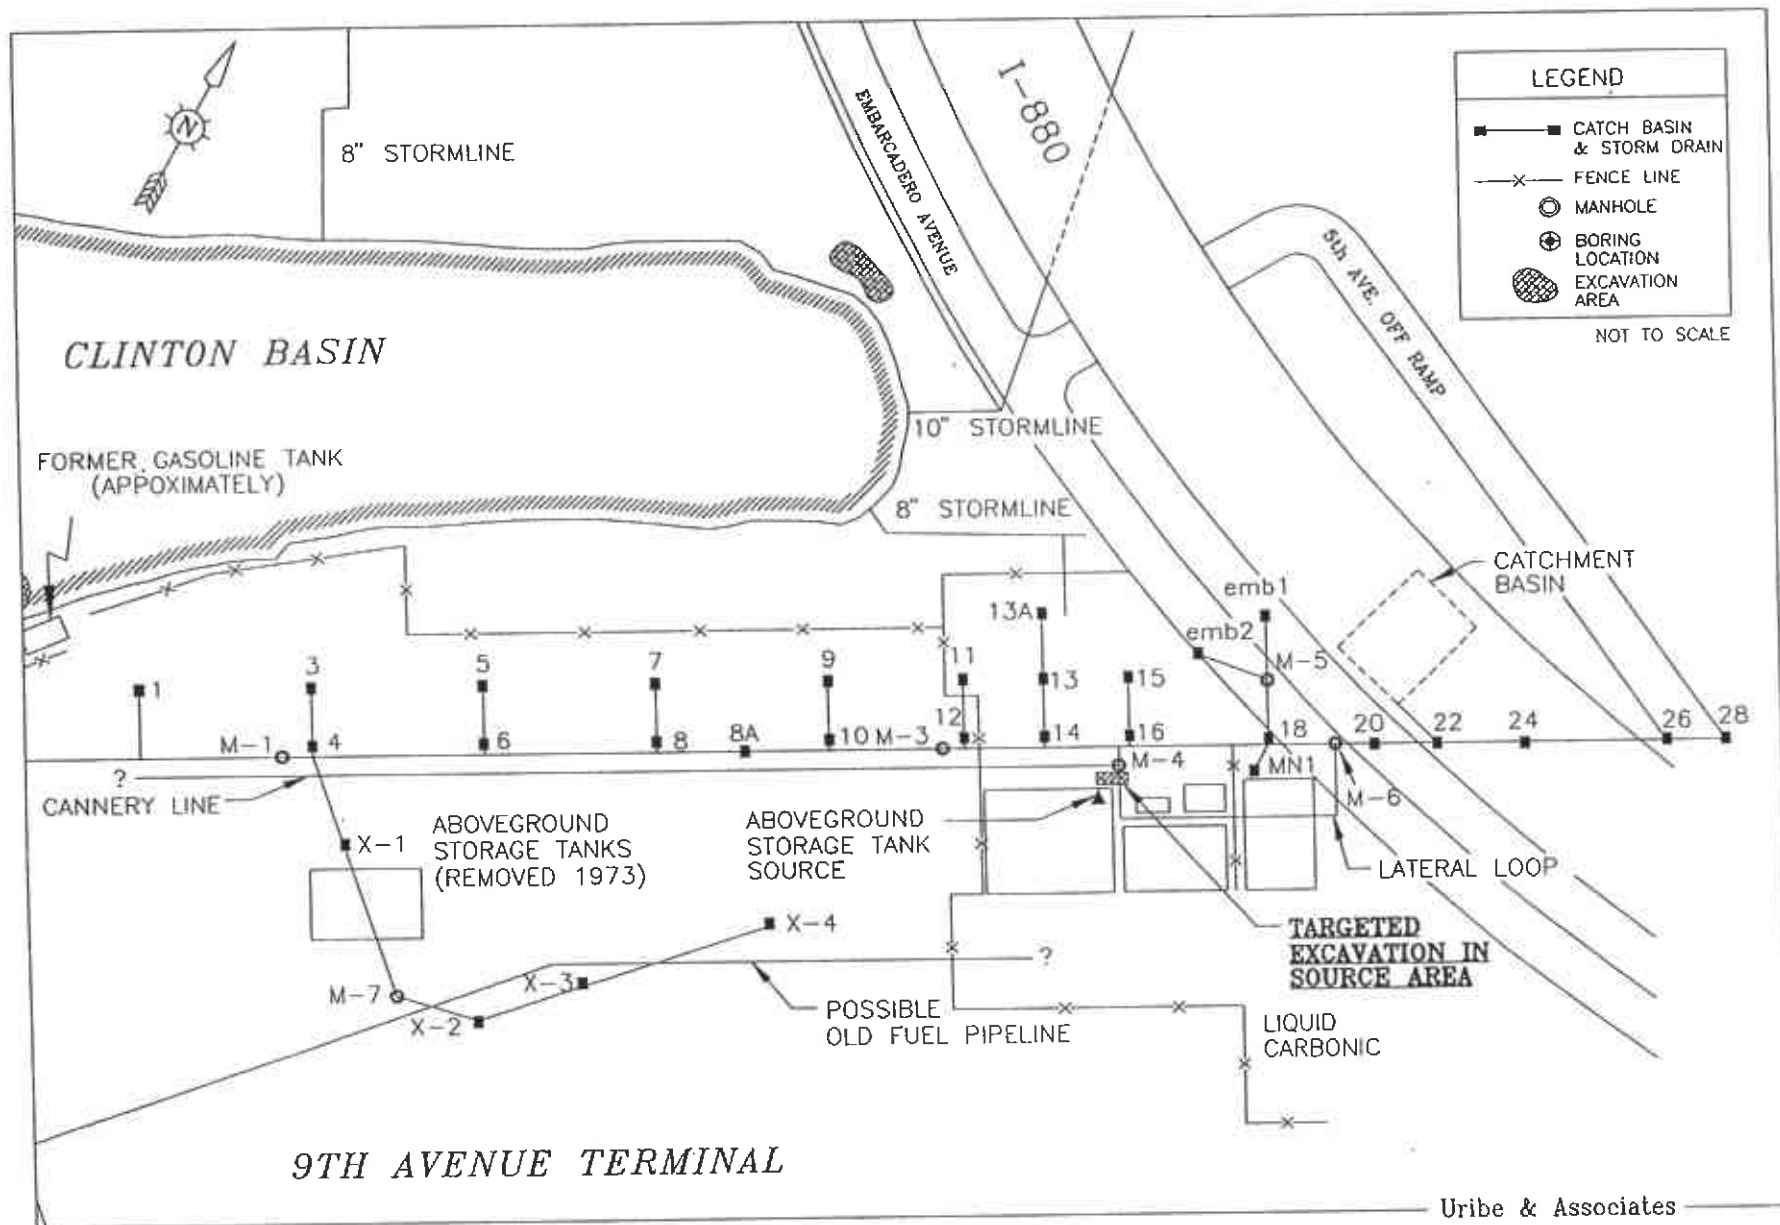 LEGEND
CATCH BASIN
& STORM DRAIN
FENCE LINE
MANHOLE
BORING
LOCATION
EXCAVATION
AREA
NOT TO SCALE
N
8" STORMLINE
EMBARCADERO AVENUE
I-880
5th AVE. OFF RAMP
CLINTON BASIN
10" STORMLINE
FORMER GASOLINE TANK
(APPOXIMATELY)
8" STORMLINE
CATCHMENT
BASIN
emb1
13A
emb2
M-5
1
3
5
7
9
11
13
15
M-1
4
6
8
8A
10
M-3
12
14
16
18
20
22
24
26
28
?
M-4
MN1
M-6
CANNERY LINE
X-1
ABOVEGROUND
STORAGE TANKS
(REMOVED 1973)
ABOVEGROUND
STORAGE TANK
SOURCE
LATERAL LOOP
X-4
TARGETED
EXCAVATION IN
SOURCE AREA
?
X-3
M-7
X-2
POSSIBLE
OLD FUEL PIPELINE
LIQUID
CARBONIC
9TH AVENUE TERMINAL
Uribe & Associates